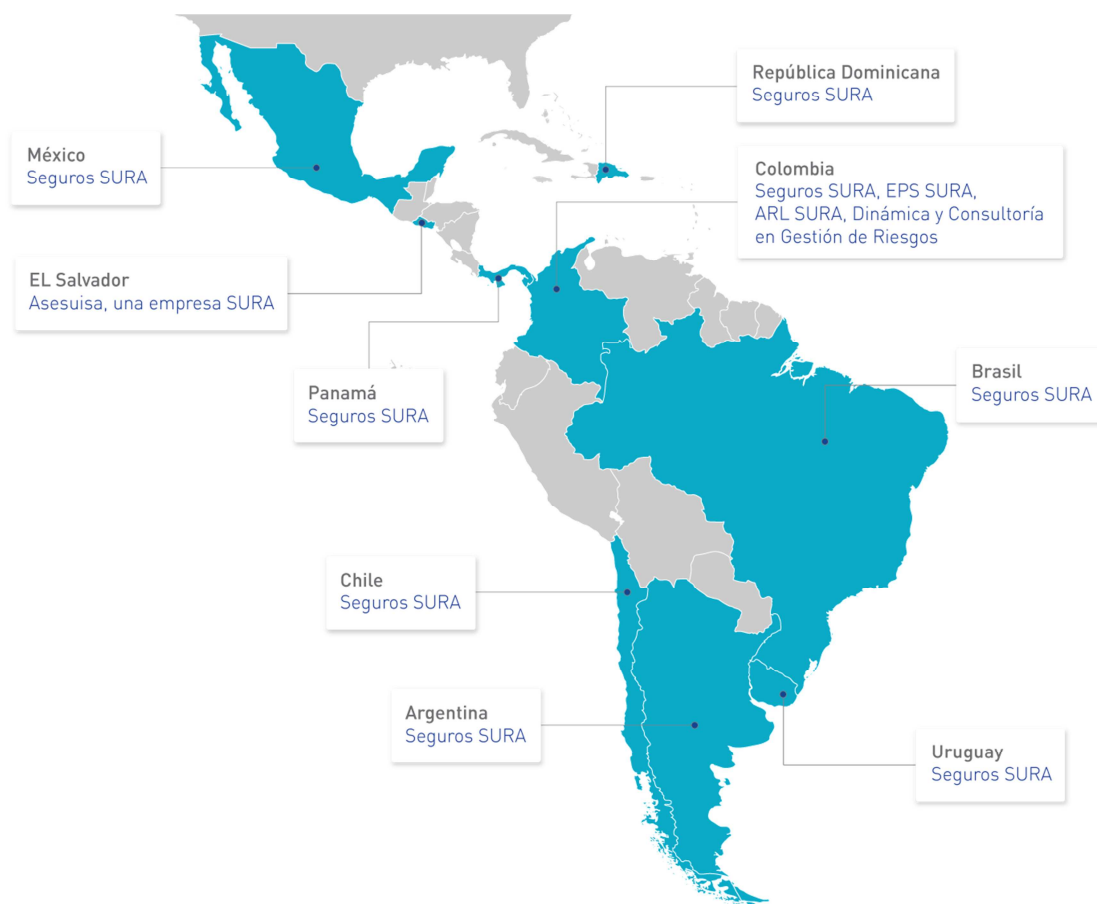 República Dominicana
Seguros SURA
México
Seguros SURA
Colombia
Seguros SURA, EPS SURA,
ARL SURA, Dinámica y Consultoría
en Gestión de Riesgos
EL Salvador
Asesuisa, una empresa SURA
Panamá
Seguros SURA
Brasil
Seguros SURA
Chile
Seguros SURA
Argentina
Seguros SURA
Uruguay
Seguros SURA